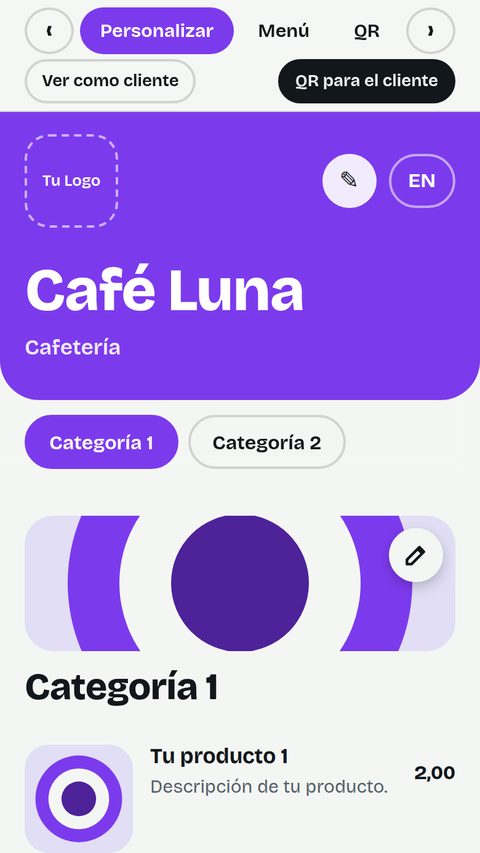 Personalizar Menú QR
Ver como cliente QR para el cliente
Tu Logo EN
Café Luna
Cafetería
Categoría 1 Categoría 2
Categoría 1
Tu producto 1
Descripción de tu producto.
2,00